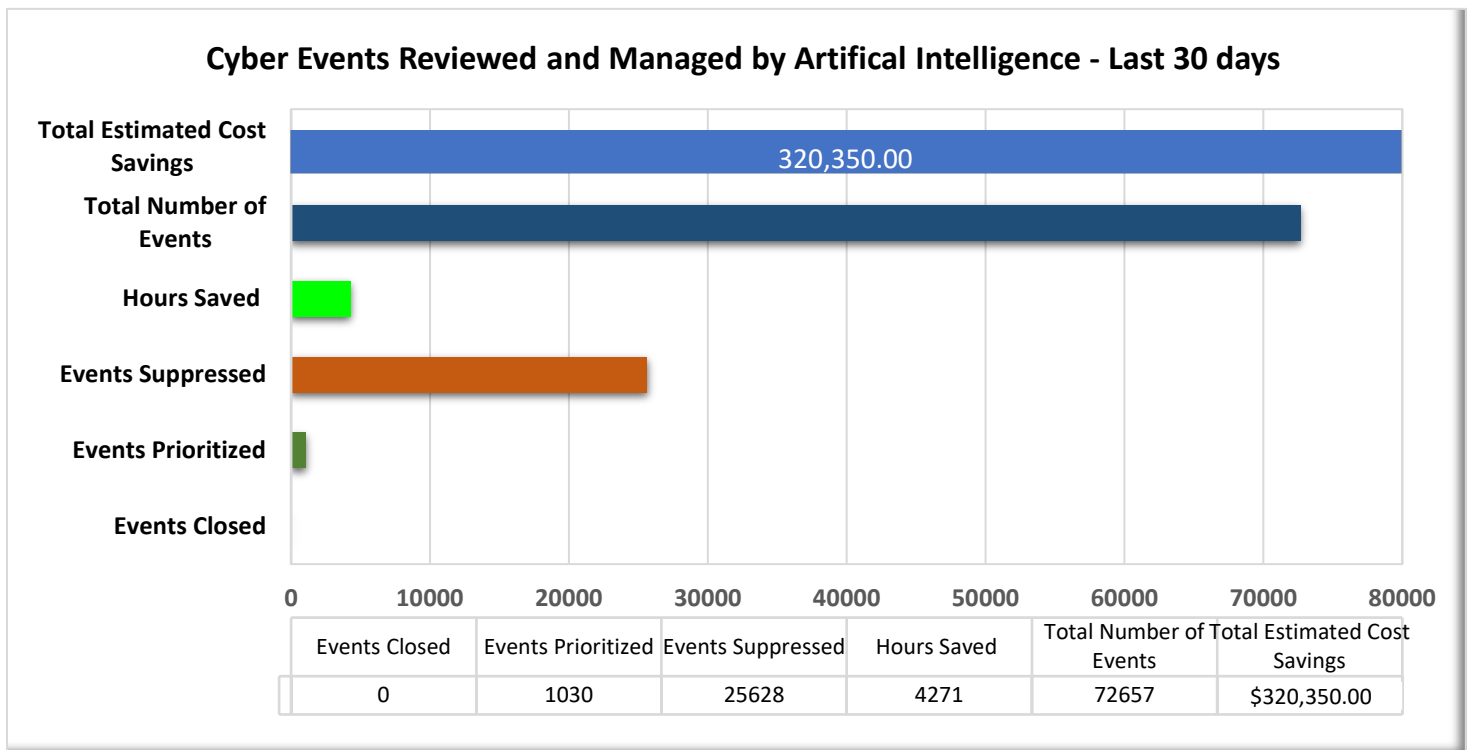 Cyber Events Reviewed and Managed by Artifical Intelligence - Last 30 days
Total Estimated Cost
Savings
320,350.00
Total Number of
Events
Hours Saved
Events Suppressed
Events Prioritized
Events Closed
0 10000 20000 30000 40000 50000 60000 70000 80000
Events Closed Events Prioritized Events Suppressed Hours Saved Total Number of Total Estimated Cost
Events Savings
0 1030 25628 4271 72657 $320,350.00